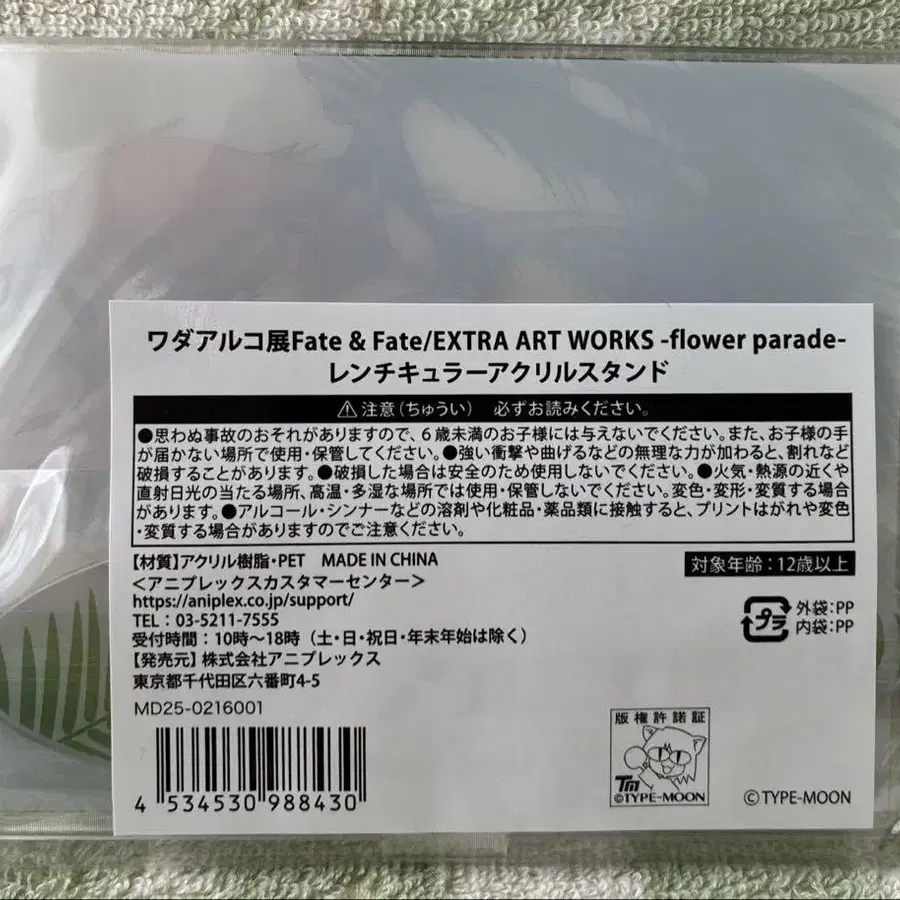 ワダアルコ展Fate & Fate/EXTRA ART WORKS -flower parade-
レンチキュラーアクリルスタンド
⚠注意（ちゅうい）　必ずお読みください。
●思わぬ事故のおそれがありますので、６歳未満のお子様には与えないでください。また、お子様の手
が届かない場所で使用・保管してください。●強い衝撃や曲げるなどの無理な力が加わると、割れなど
破損することがあります。●破損した場合は安全のため使用しないでください。●火気・熱源の近くや
直射日光の当たる場所、高温・多湿な場所では使用・保管しないでください。変色・変形・変質する場合
があります。●アルコール・シンナーなどの溶剤や化粧品・薬品類に接触すると、プリントはがれや変色
・変質する場合がありますのでご注意ください。
【材質】アクリル樹脂・PET　MADE IN CHINA
対象年齢：12歳以上
＜アニプレックスカスタマーセンター＞
https://aniplex.co.jp/support/
TEL：03-5211-7555
受付時間：10時～18時（土・日・祝日・年末年始は除く）
【発売元】株式会社アニプレックス
東京都千代田区六番町4-5
プラ
外袋：PP
内袋：PP
MD25-0216001
4 534530 988430
版権許諾証
TM
©TYPE-MOON
©TYPE-MOON